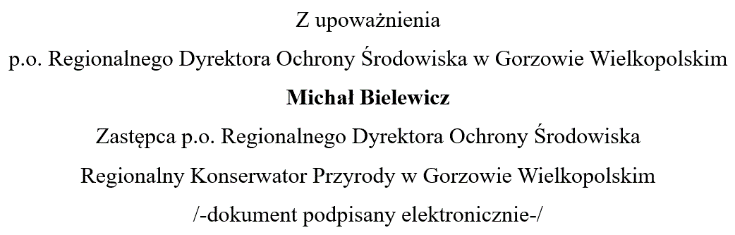 Z upoważnienia
p.o. Regionalnego Dyrektora Ochrony Środowiska w Gorzowie Wielkopolskim
Michał Bielewicz
Zastępca p.o. Regionalnego Dyrektora Ochrony Środowiska
Regionalny Konserwator Przyrody w Gorzowie Wielkopolskim
/-dokument podpisany elektronicznie-/